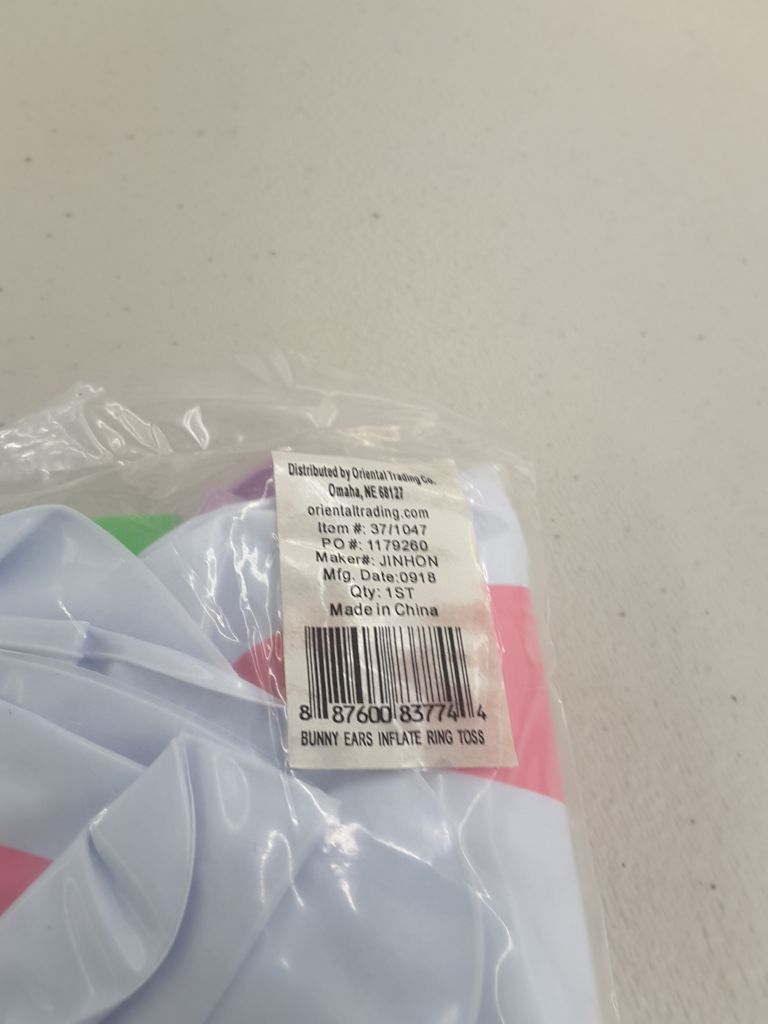 Distributed by Oriental Trading Co.
Omaha, NE 68127
orientaltrading.com
Item #: 37/1047
PO #: 1179260
Maker#: JINHON
Mfg. Date:0918
Qty: 1ST
Made in China
8 87600 83774 4
BUNNY EARS INFLATE RING TOSS